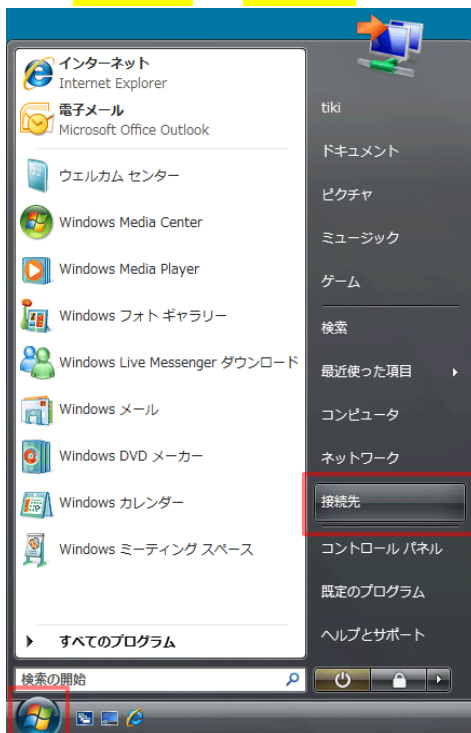 インターネット
Internet Explorer
電子メール
Microsoft Office Outlook
ウェルカム センター
Windows Media Center
Windows Media Player
Windows フォト ギャラリー
Windows Live Messenger ダウンロード
Windows メール
Windows DVD メーカー
Windows カレンダー
Windows ミーティング スペース
すべてのプログラム
検索の開始
tiki
ドキュメント
ピクチャ
ミュージック
ゲーム
検索
最近使った項目
コンピュータ
ネットワーク
接続先
コントロール パネル
既定のプログラム
ヘルプとサポート